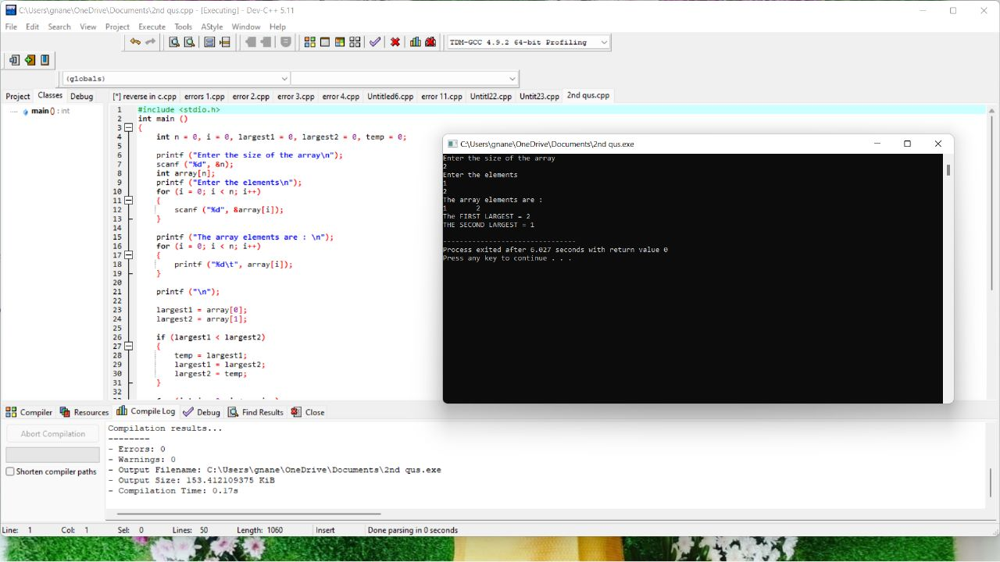 C:\Users\gnane\OneDrive\Documents\2nd qus.cpp - [Executing] - Dev-C++ 5.11
File Edit Search View Project Execute Tools AStyle Window Help
TDM-GCC 4.9.2 64-bit Profiling
(globals)
Project Classes Debug
[*] reverse in c.cpp errors 1.cpp error 2.cpp error 3.cpp error 4.cpp Untitled6.cpp error 11.cpp Untitl22.cpp Untit23.cpp 2nd qus.cpp
main () : int
1 #include <stdio.h>
2 int main ()
3 {
4 int n = 0, i = 0, largest1 = 0, largest2 = 0, temp = 0;
5
6 printf ("Enter the size of the array\n");
7 scanf ("%d", &n);
8 int array[n];
9 printf ("Enter the elements\n");
10 for (i = 0; i < n; i++)
11 {
12 scanf ("%d", &array[i]);
13 }
14
15 printf ("The array elements are : \n");
16 for (i = 0; i < n; i++)
17 {
18 printf ("%d\t", array[i]);
19 }
20
21 printf ("\n");
22
23 largest1 = array[0];
24 largest2 = array[1];
25
26 if (largest1 < largest2)
27 {
28 temp = largest1;
29 largest1 = largest2;
30 largest2 = temp;
31 }
32
C:\Users\gnane\OneDrive\Documents\2nd qus.exe
Enter the size of the array
2
Enter the elements
1
2
The array elements are :
1 2
The FIRST LARGEST = 2
THE SECOND LARGEST = 1
--------------------------------
Process exited after 6.027 seconds with return value 0
Press any key to continue . . .
Compiler Resources Compile Log Debug Find Results Close
Abort Compilation
Shorten compiler paths
Compilation results...
--------
- Errors: 0
- Warnings: 0
- Output Filename: C:\Users\gnane\OneDrive\Documents\2nd qus.exe
- Output Size: 153.412109375 KiB
- Compilation Time: 0.17s
Line: 1 Col: 1 Sel: 0 Lines: 50 Length: 1060 Insert Done parsing in 0 seconds